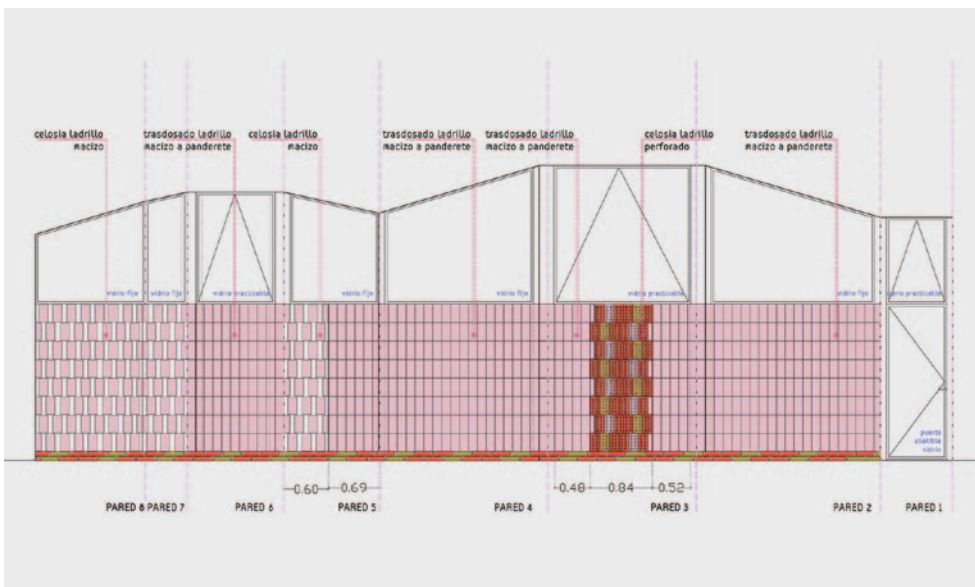 celosia ladrillo
macizo
trasdosado ladrillo
macizo a panderete
celosia ladrillo
macizo
trasdosado ladrillo
macizo a panderete
trasdosado ladrillo
macizo a panderete
celosia ladrillo
perforado
trasdosado ladrillo
macizo a panderete
vidrio fijo
vidrio fijo
vidrio practicable
vidrio fijo
vidrio fijo
vidrio practicable
vidrio fijo
vidrio practicable
puerta
abatible
vidrio
0.60
0.69
0.48
0.84
0.52
PARED 8
PARED 7
PARED 6
PARED 5
PARED 4
PARED 3
PARED 2
PARED 1